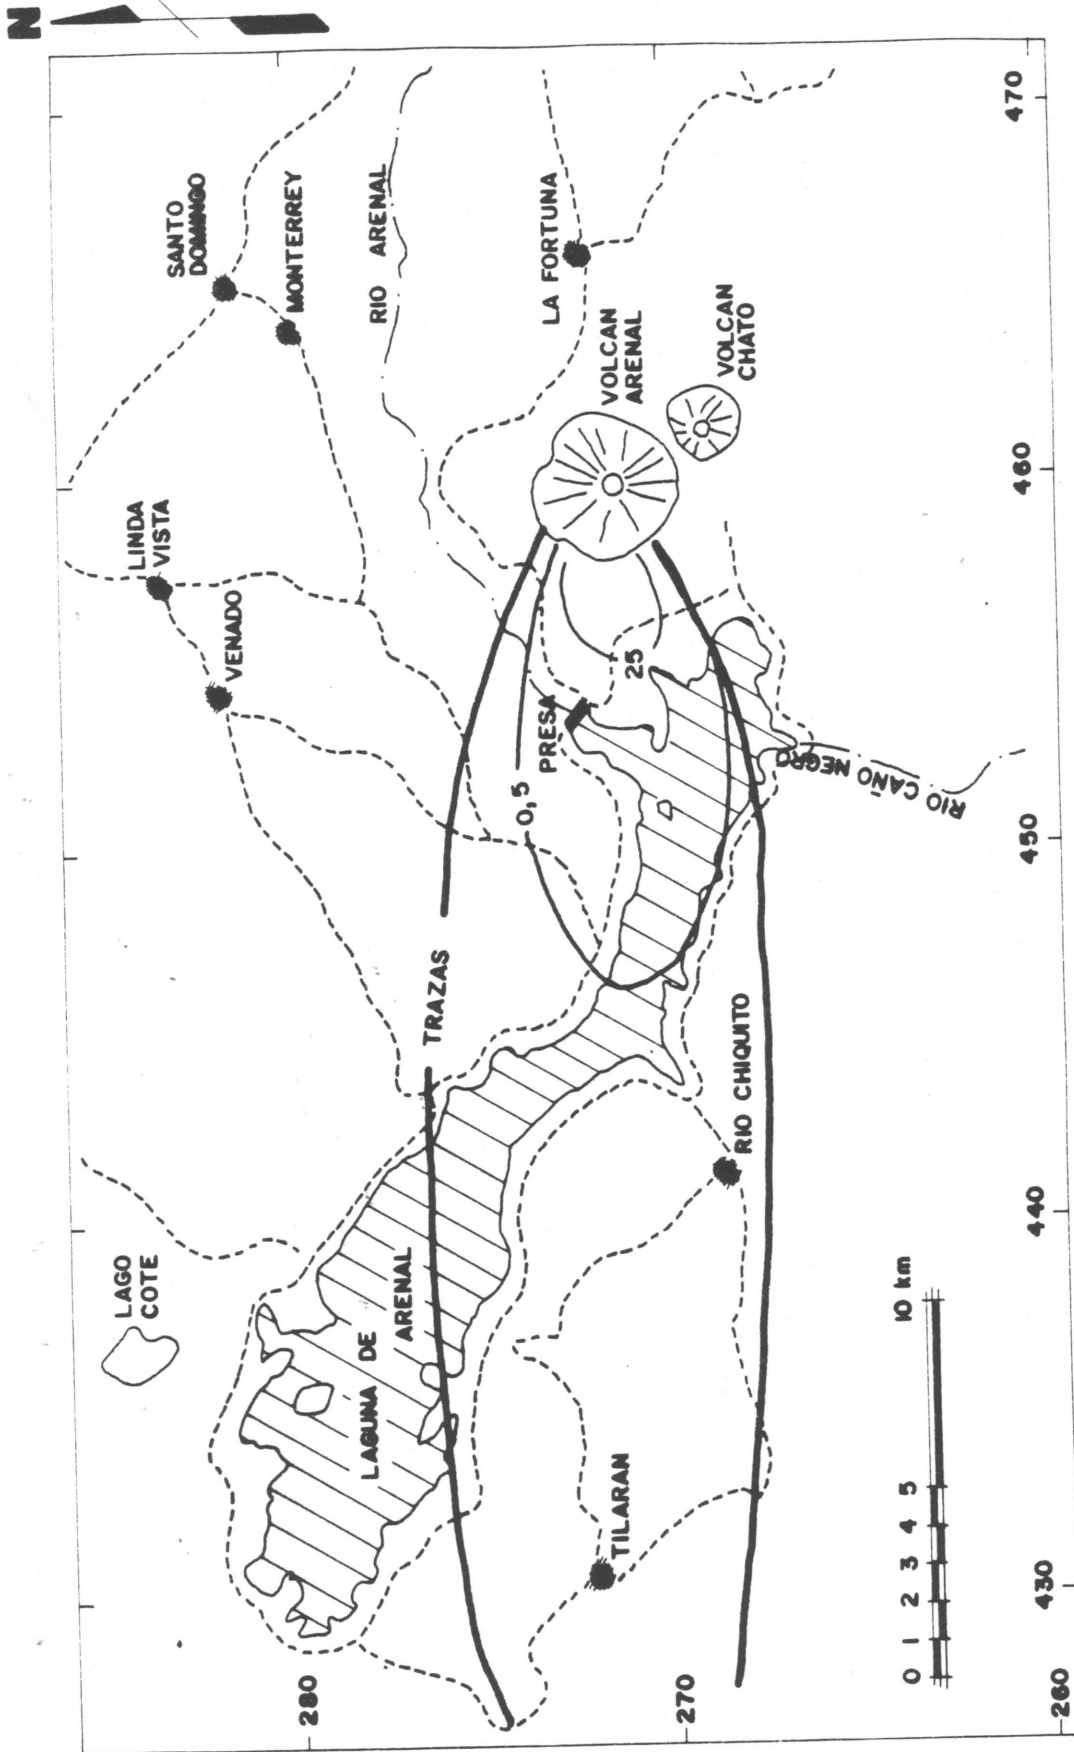 N
SANTO
DOMINGO
MONTERREY
RIO ARENAL
LA FORTUNA
VOLCAN
ARENAL
VOLCAN
CHATO
LINDA
VISTA
VENADO
PRESA
25
0,5
RIO CAÑO NEGRO
TRAZAS
RIO CHIQUITO
LAGO
COTE
LAGUNA DE
ARENAL
TILARAN
0 1 2 3 4 5 10 km
280
270
260
430
440
450
460
470